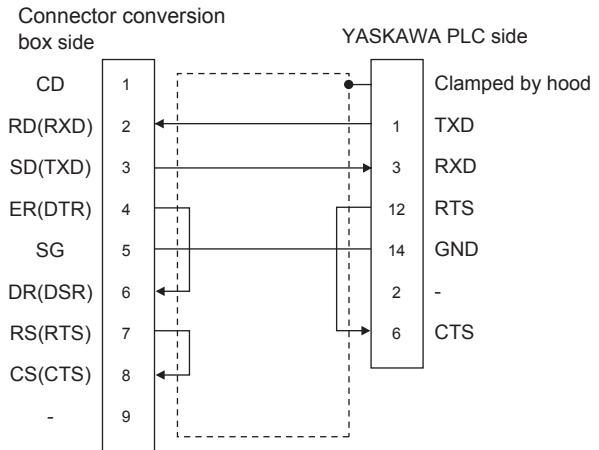 Connector conversion
box side
YASKAWA PLC side
CD 1 Clamped by hood
RD(RXD) 2 1 TXD
SD(TXD) 3 3 RXD
ER(DTR) 4 12 RTS
SG 5 14 GND
DR(DSR) 6 2 -
RS(RTS) 7 6 CTS
CS(CTS) 8
- 9